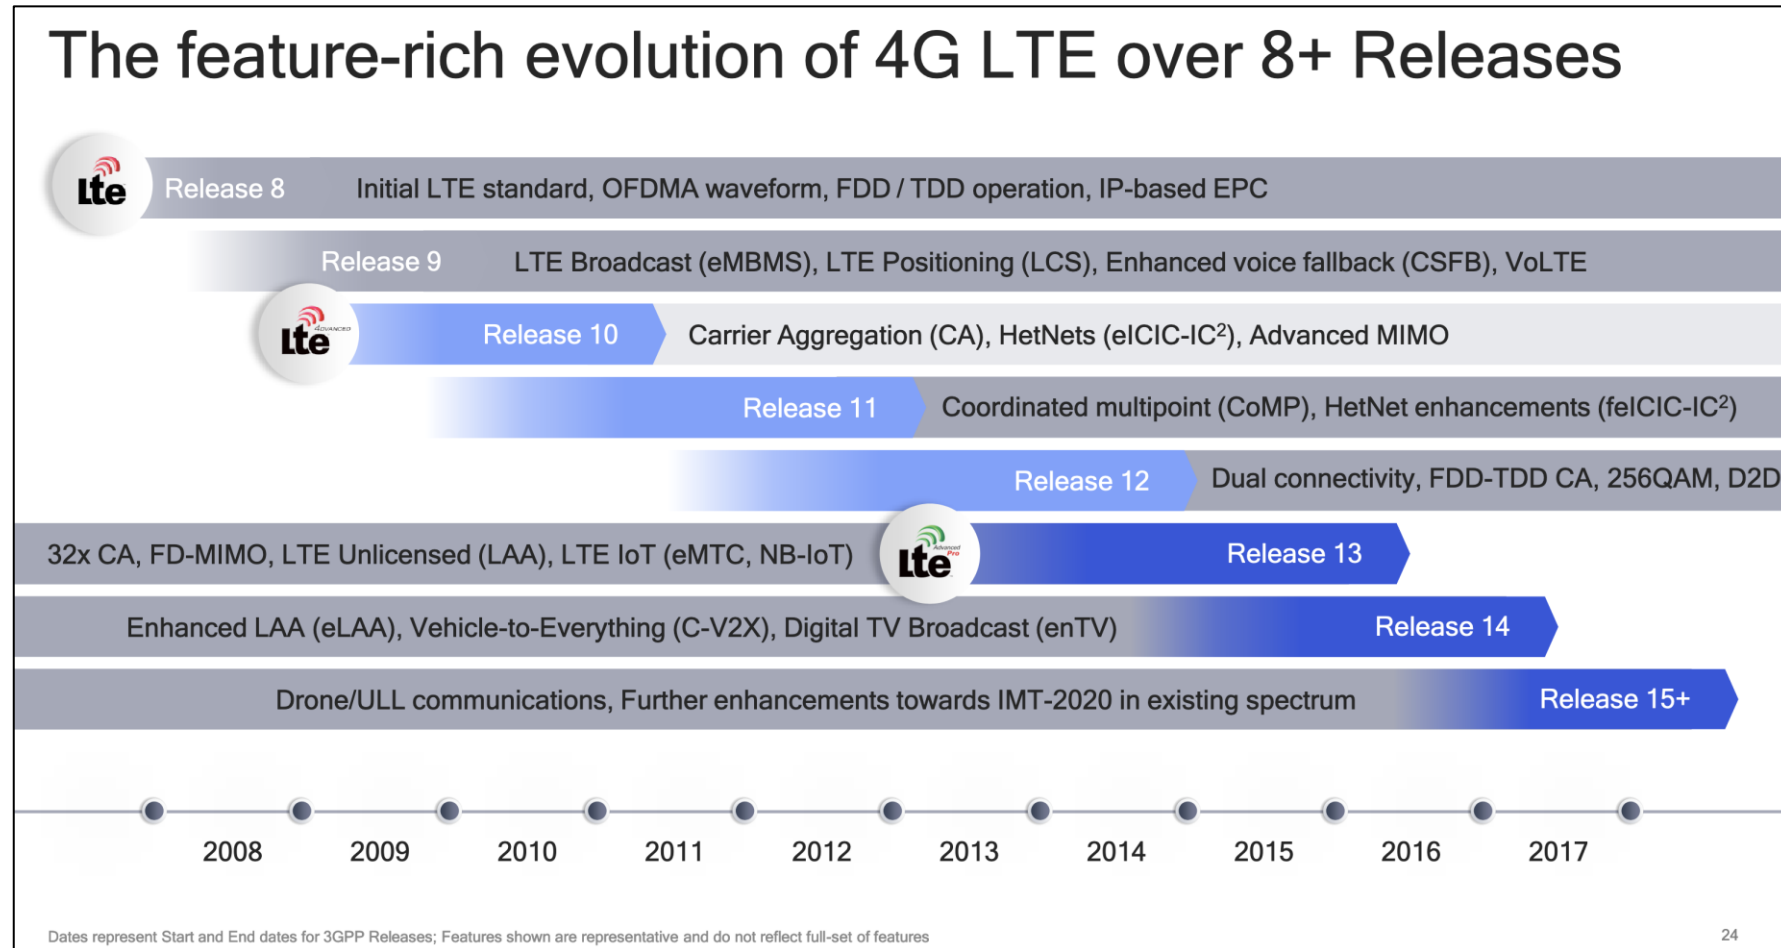 The feature-rich evolution of 4G LTE over 8+ Releases
Lte Release 8 Initial LTE standard, OFDMA waveform, FDD / TDD operation, IP-based EPC
Release 9 LTE Broadcast (eMBMS), LTE Positioning (LCS), Enhanced voice fallback (CSFB), VoLTE
Lte ADVANCED Release 10 Carrier Aggregation (CA), HetNets (eICIC-IC²), Advanced MIMO
Release 11 Coordinated multipoint (CoMP), HetNet enhancements (feICIC-IC²)
Release 12 Dual connectivity, FDD-TDD CA, 256QAM, D2D
32x CA, FD-MIMO, LTE Unlicensed (LAA), LTE IoT (eMTC, NB-IoT) Lte Advanced Pro Release 13
Enhanced LAA (eLAA), Vehicle-to-Everything (C-V2X), Digital TV Broadcast (enTV) Release 14
Drone/ULL communications, Further enhancements towards IMT-2020 in existing spectrum Release 15+
2008 2009 2010 2011 2012 2013 2014 2015 2016 2017
Dates represent Start and End dates for 3GPP Releases; Features shown are representative and do not reflect full-set of features 24